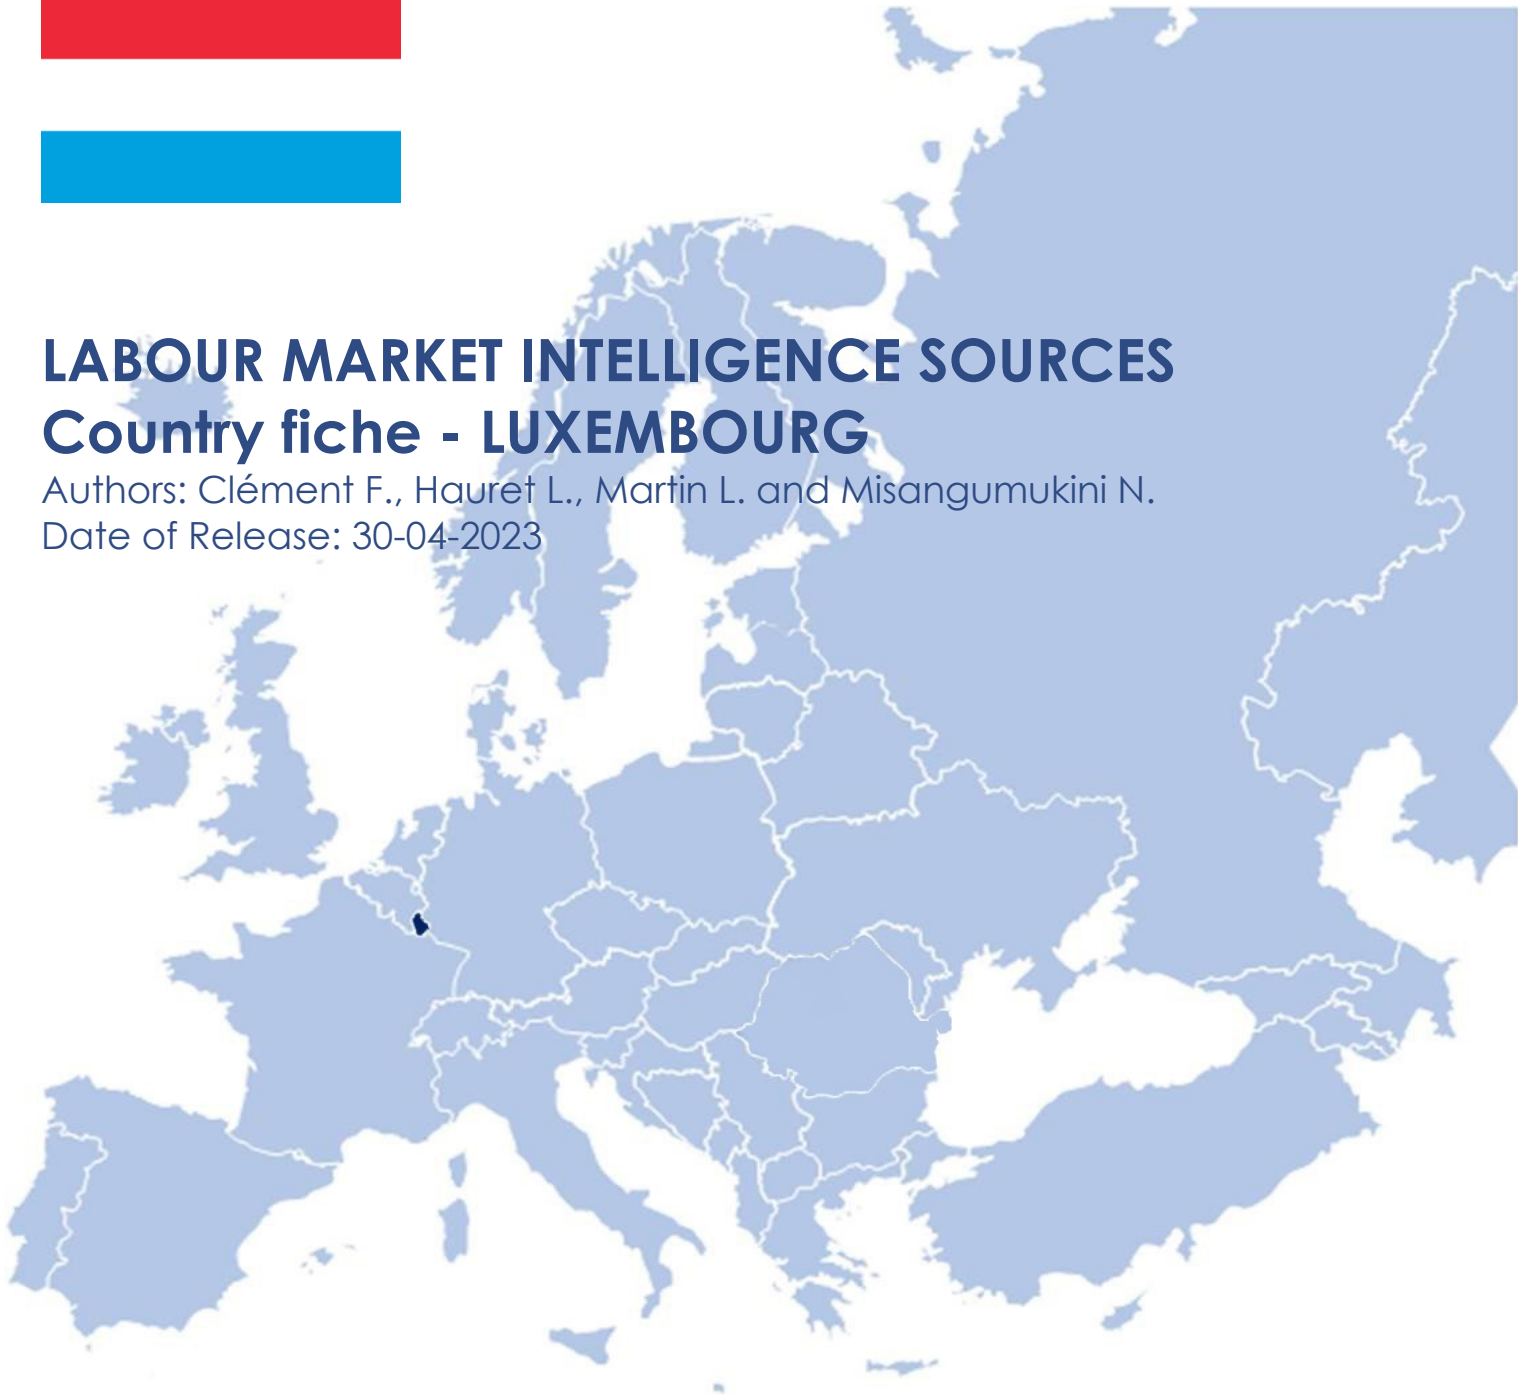 LABOUR MARKET INTELLIGENCE SOURCES
Country fiche - LUXEMBOURG
Authors: Clément F., Hauret L., Martin L. and Misangumukini N.
Date of Release: 30-04-2023